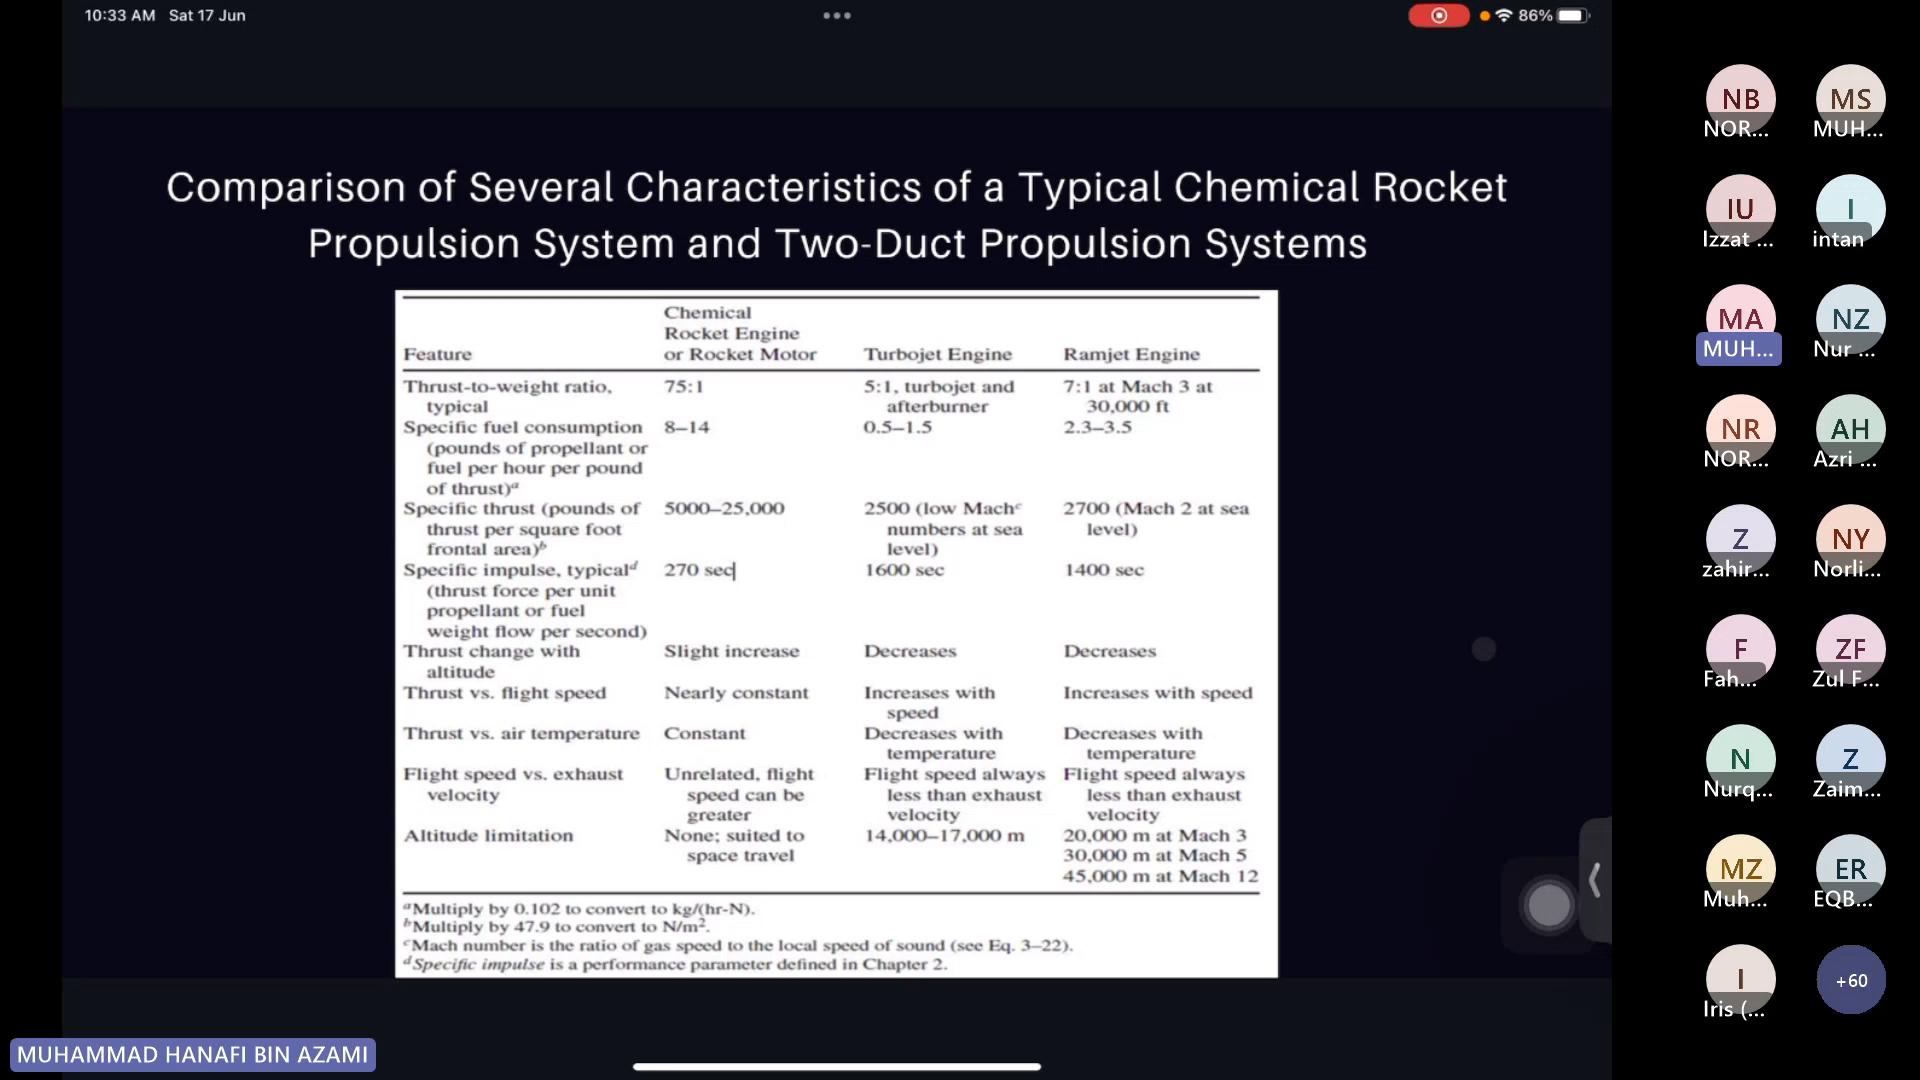 10:33 AM Sat 17 Jun
86%
Comparison of Several Characteristics of a Typical Chemical Rocket
Propulsion System and Two-Duct Propulsion Systems
Chemical
Rocket Engine
Feature or Rocket Motor Turbojet Engine Ramjet Engine
Thrust-to-weight ratio, 75:1 5:1, turbojet and 7:1 at Mach 3 at
typical afterburner 30,000 ft
Specific fuel consumption 8–14 0.5–1.5 2.3–3.5
(pounds of propellant or
fuel per hour per pound
of thrust)ᵃ
Specific thrust (pounds of 5000–25,000 2500 (low Machᶜ 2700 (Mach 2 at sea
thrust per square foot numbers at sea level)
frontal area)ᵇ level)
Specific impulse, typicalᵈ 270 sec 1600 sec 1400 sec
(thrust force per unit
propellant or fuel
weight flow per second)
Thrust change with Slight increase Decreases Decreases
altitude
Thrust vs. flight speed Nearly constant Increases with Increases with speed
speed
Thrust vs. air temperature Constant Decreases with Decreases with
temperature temperature
Flight speed vs. exhaust Unrelated, flight Flight speed always Flight speed always
velocity speed can be less than exhaust less than exhaust
greater velocity velocity
Altitude limitation None; suited to 14,000–17,000 m 20,000 m at Mach 3
space travel 30,000 m at Mach 5
45,000 m at Mach 12
ᵃMultiply by 0.102 to convert to kg/(hr-N).
ᵇMultiply by 47.9 to convert to N/m².
ᶜMach number is the ratio of gas speed to the local speed of sound (see Eq. 3–22).
ᵈSpecific impulse is a performance parameter defined in Chapter 2.
MUHAMMAD HANAFI BIN AZAMI
NB MS
NOR... MUH...
IU I
Izzat ... intan
MA NZ
MUH... Nur ...
NR AH
NOR... Azri ...
Z NY
zahir... Norli...
F ZF
Fah... Zul F...
N Z
Nurq... Zaim...
MZ ER
Muh... EQB...
I +60
Iris (...